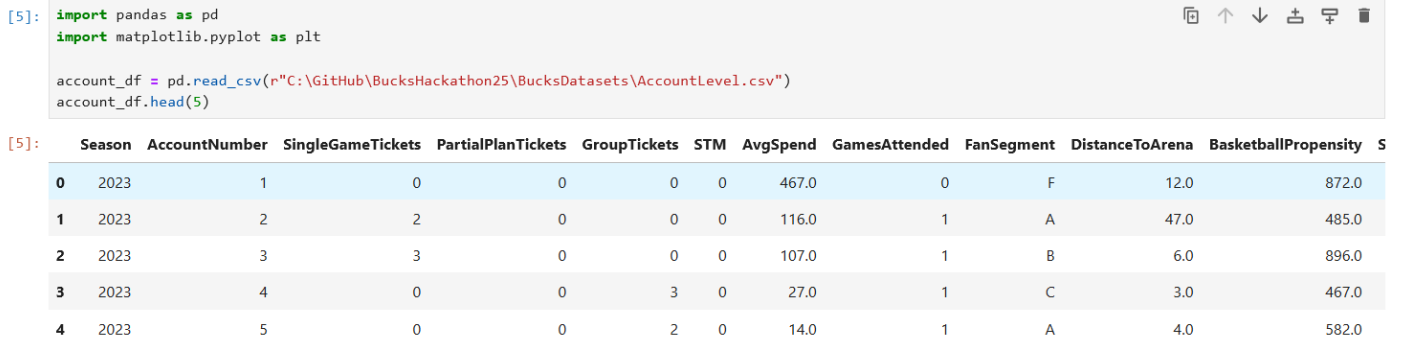 [5]: import pandas as pd
import matplotlib.pyplot as plt
account_df = pd.read_csv(r"C:\GitHub\BucksHackathon25\BucksDatasets\AccountLevel.csv")
account_df.head(5)
[5]: Season AccountNumber SingleGameTickets PartialPlanTickets GroupTickets STM AvgSpend GamesAttended FanSegment DistanceToArena BasketballPropensity S
0 2023 1 0 0 0 0 467.0 0 F 12.0 872.0
1 2023 2 2 0 0 0 116.0 1 A 47.0 485.0
2 2023 3 3 0 0 0 107.0 1 B 6.0 896.0
3 2023 4 0 0 3 0 27.0 1 C 3.0 467.0
4 2023 5 0 0 2 0 14.0 1 A 4.0 582.0